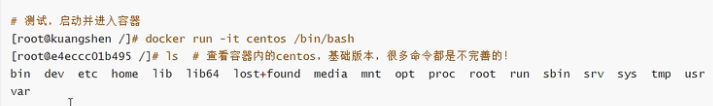 # 测试，启动并进入容器
[root@kuangshen /]# docker run -it centos /bin/bash
[root@e4eccc01b495 /]# ls  # 查看容器内的centos，基础版本，很多命令都是不完善的！
bin  dev  etc  home  lib  lib64  lost+found  media  mnt  opt  proc  root  run  sbin  srv  sys  tmp  usr
var